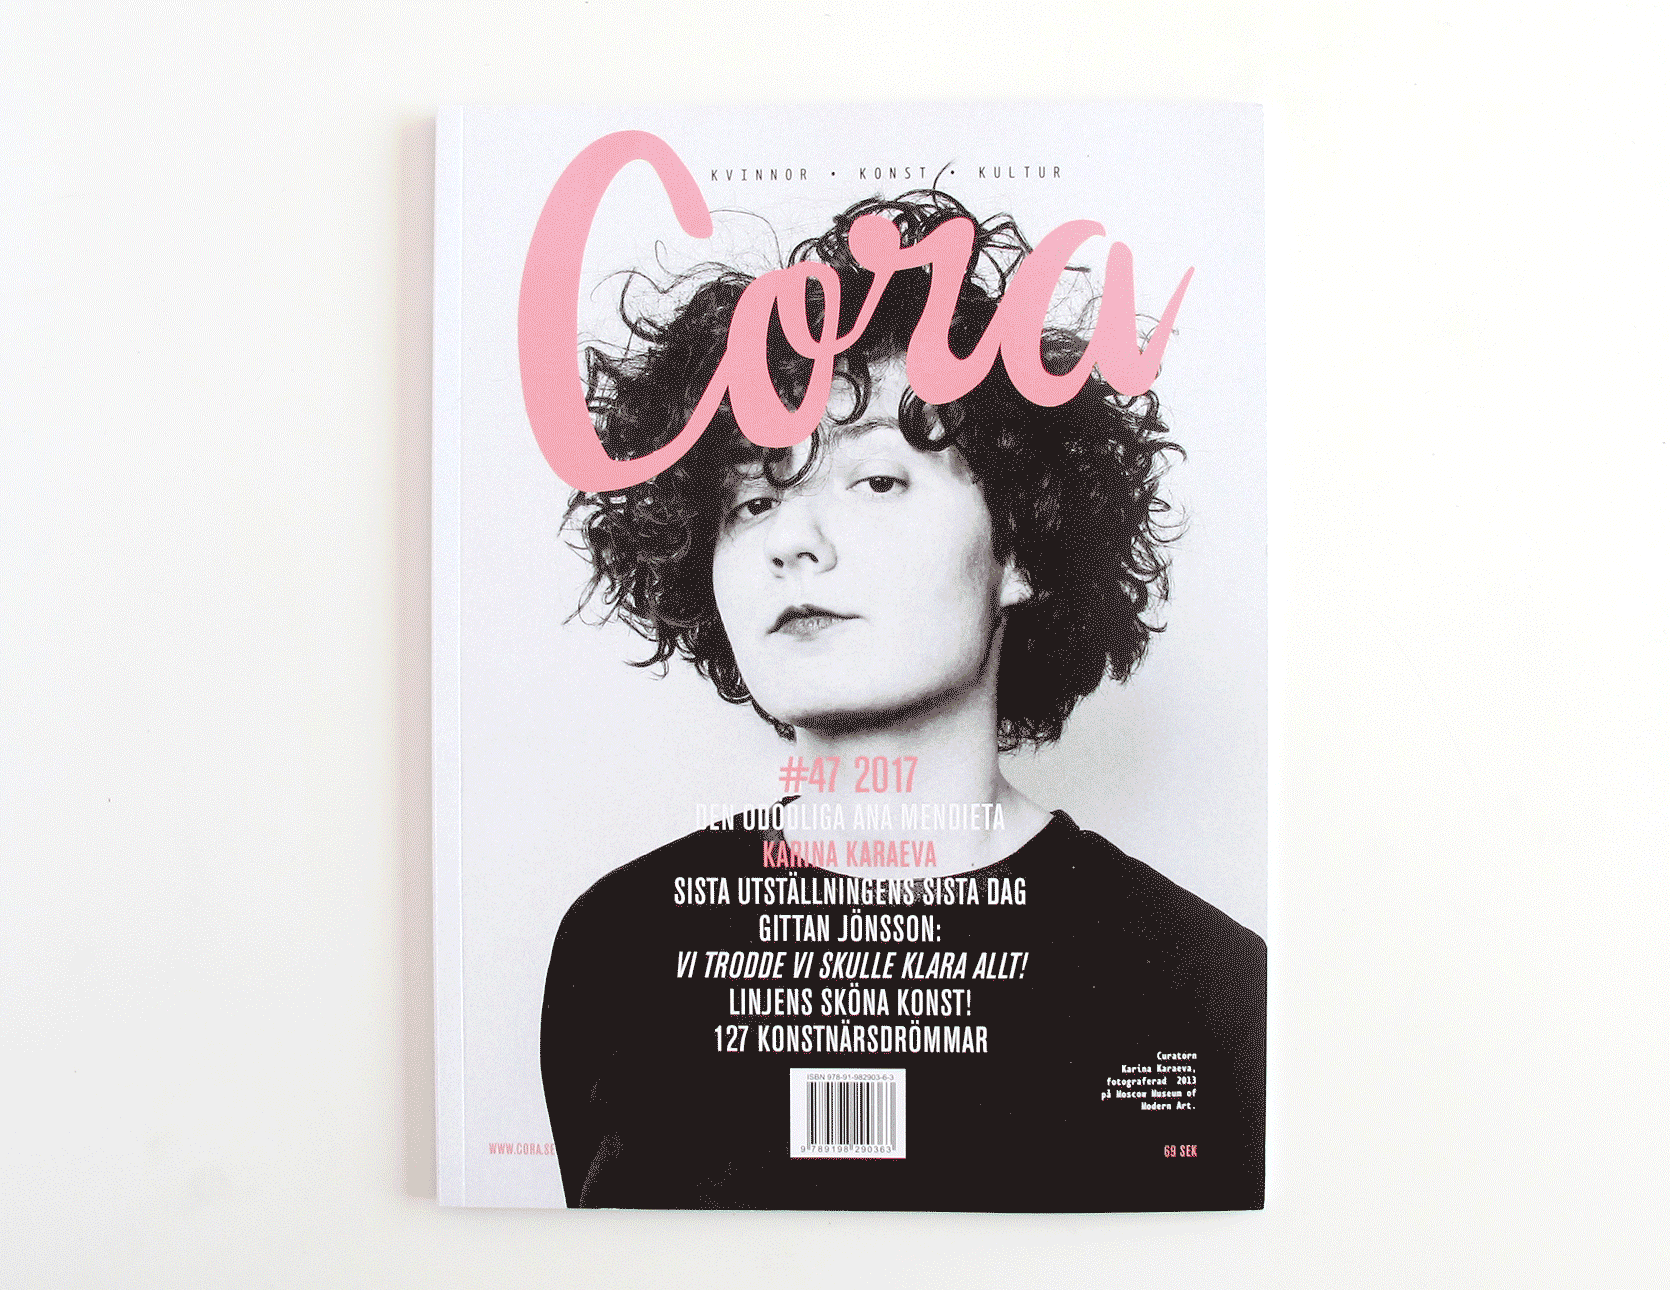 Cora
KVINNOR • KONST • KULTUR
#47 2017
DEN ODÖDLIGA ANA MENDIETA
KARINA KARAEVA
SISTA UTSTÄLLNINGENS SISTA DAG
GITTAN JÖNSSON:
VI TRODDE VI SKULLE KLARA ALLT!
LINJENS SKÖNA KONST!
127 KONSTNÄRSDRÖMMAR
ISBN 978-91-982903-6-3
9 789198 290363
Curatorn
Karina Karaeva,
fotograferad 2013
på Moscow Museum of
Modern Art.
WWW.CORA.SE
69 SEK